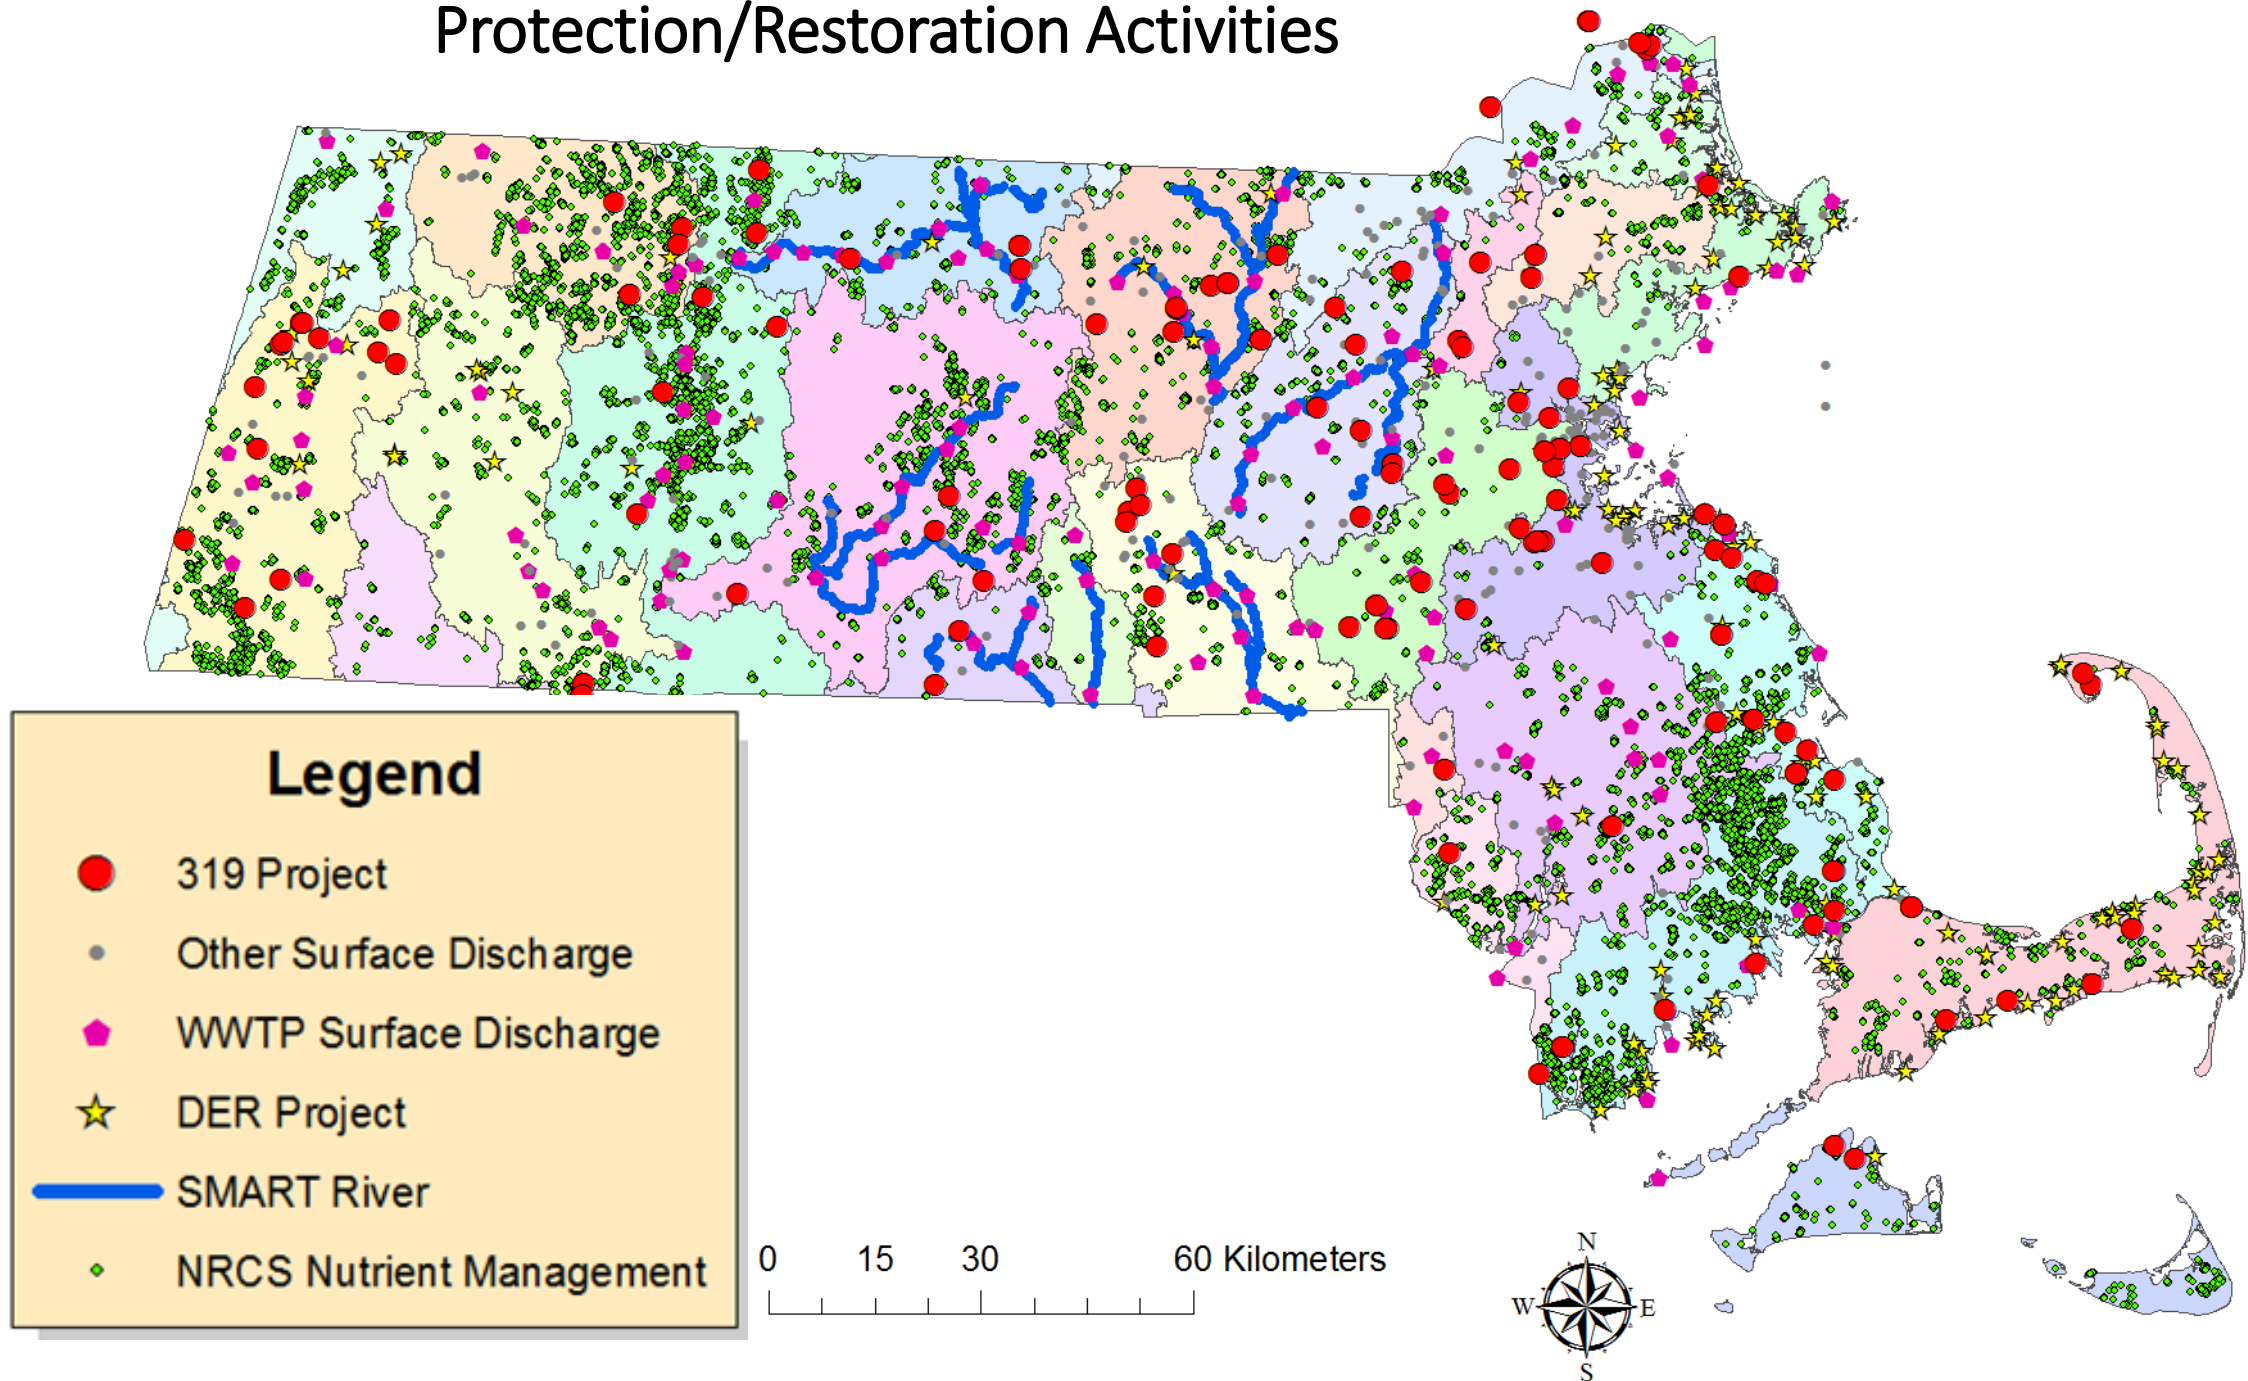 Protection/Restoration Activities
Legend
319 Project
Other Surface Discharge
WWTP Surface Discharge
DER Project
SMART River
NRCS Nutrient Management
0 15 30 60 Kilometers
N
W E
S